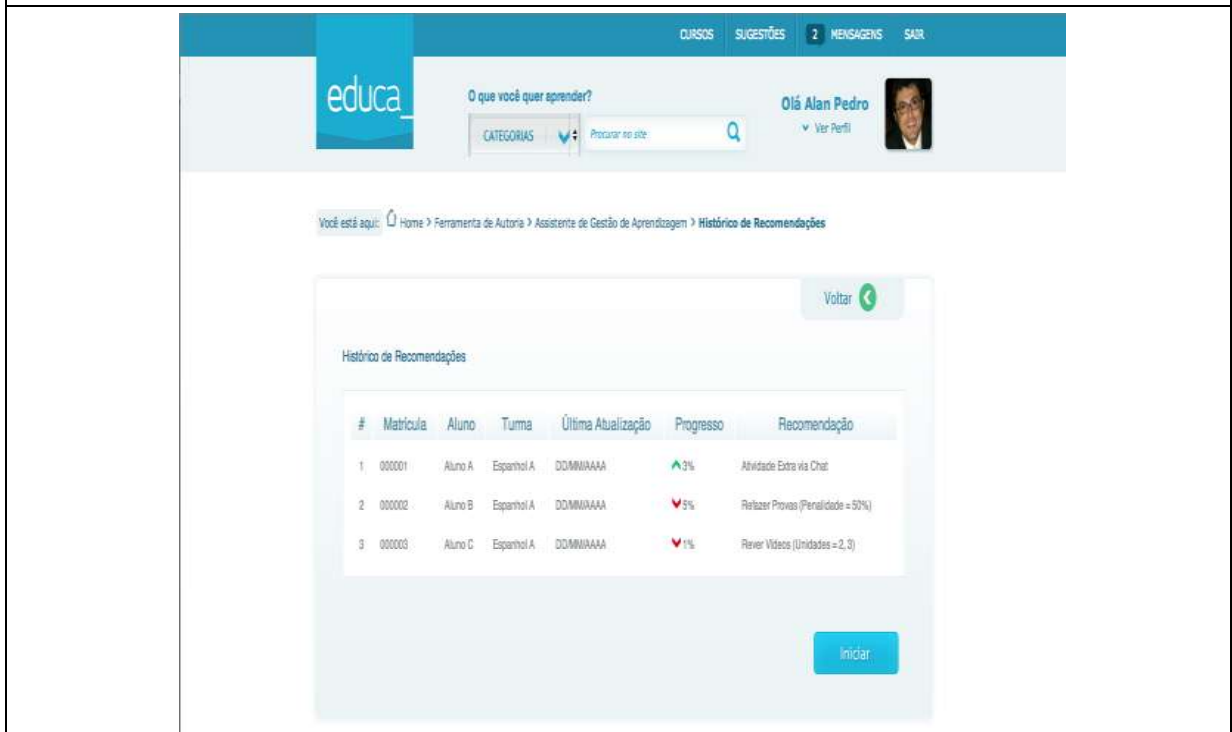 CURSOS SUGESTÕES 2 MENSAGENS SAIR
educa_
O que você quer aprender?
CATEGORIAS Procurar no site
Olá Alan Pedro
Ver Perfil
Você está aqui: Home > Ferramenta de Autoria > Assistente de Gestão de Aprendizagem > Histórico de Recomendações
Voltar
Histórico de Recomendações
# Matrícula Aluno Turma Última Atualização Progresso Recomendação
1 000001 Aluno A Espanhol A DD/MM/AAAA 3% Atividade Extra via Chat
2 000002 Aluno B Espanhol A DD/MM/AAAA 5% Refazer Provas (Penalidade = 50%)
3 000003 Aluno C Espanhol A DD/MM/AAAA 1% Rever Vídeos (Unidades = 2, 3)
Iniciar